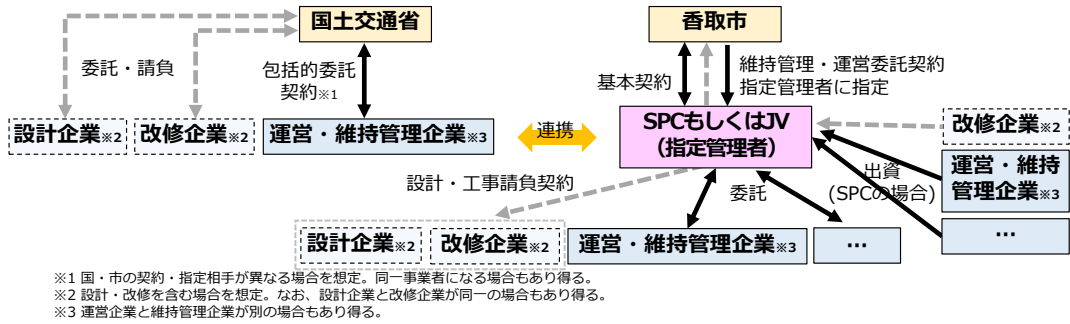 国土交通省
香取市
委託・請負
包括的委託
契約※1
基本契約
維持管理・運営委託契約
指定管理者に指定
設計企業※2
改修企業※2
運営・維持管理企業※3
連携
SPCもしくはJV
（指定管理者）
改修企業※2
運営・維持
管理企業※3
…
出資
(SPCの場合)
設計・工事請負契約
委託
設計企業※2
改修企業※2
運営・維持管理企業※3
…
※1 国・市の契約・指定相手が異なる場合を想定。同一事業者になる場合もあり得る。
※2 設計・改修を含む場合を想定。なお、設計企業と改修企業が同一の場合もあり得る。
※3 運営企業と維持管理企業が別の場合もあり得る。